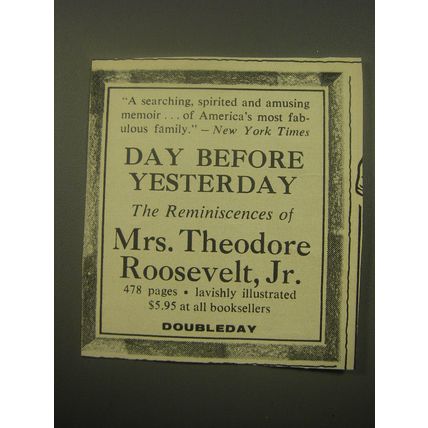 "A searching, spirited and amusing
memoir . . . of America's most fab-
ulous family." — New York Times
DAY BEFORE
YESTERDAY
The Reminiscences of
Mrs. Theodore
Roosevelt, Jr.
478 pages • lavishly illustrated
$5.95 at all booksellers
DOUBLEDAY